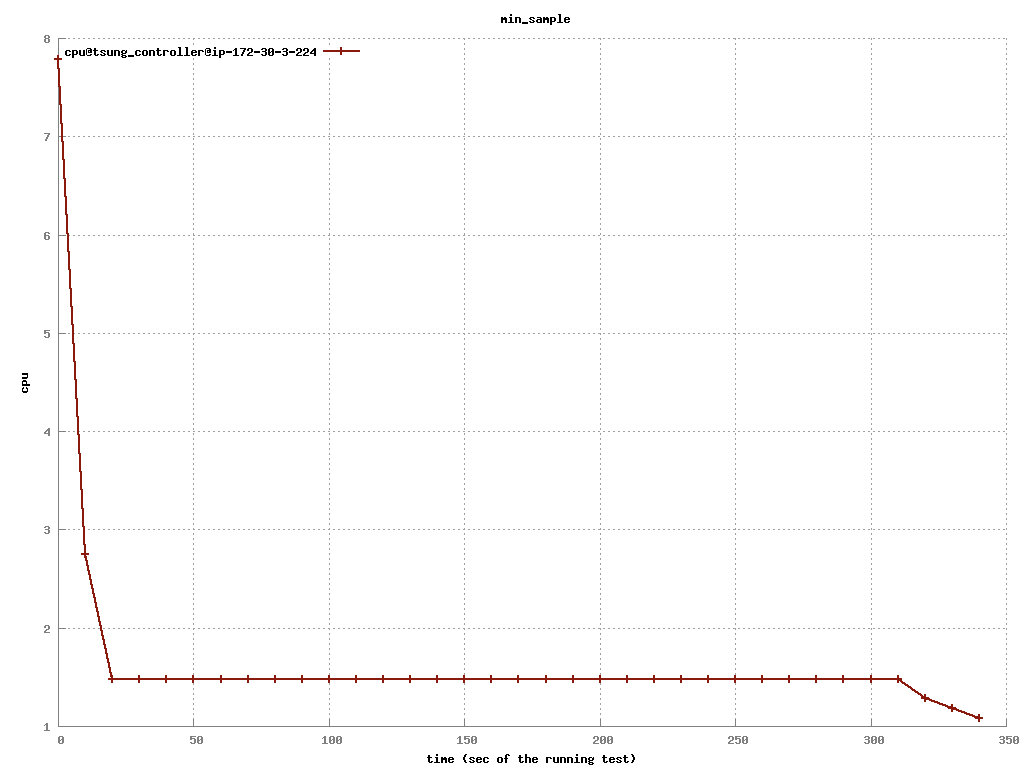 min_sample
8
cpu@tsung_controller@ip-172-30-3-224
7
6
5
cpu
4
3
2
1
0 50 100 150 200 250 300 350
time (sec of the running test)